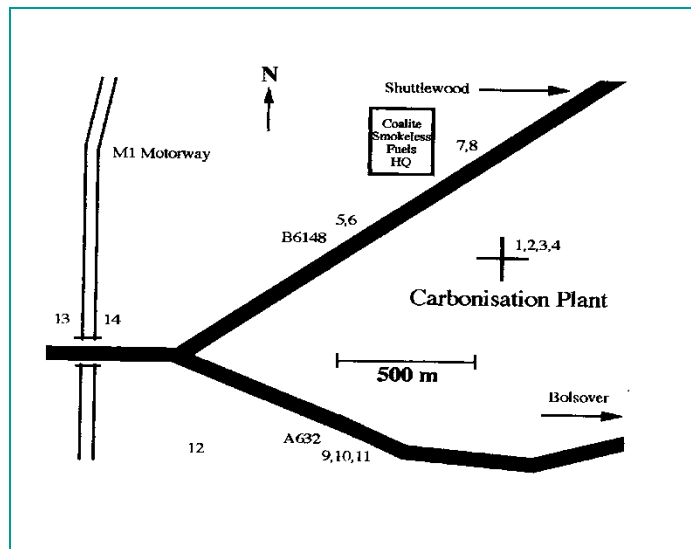 N
Shuttlewood
Coalite
Smokeless
Fuels
HQ
7,8
M1 Motorway
5,6
B6148
1,2,3,4
Carbonisation Plant
13
14
500 m
Bolsover
A632
12
9,10,11